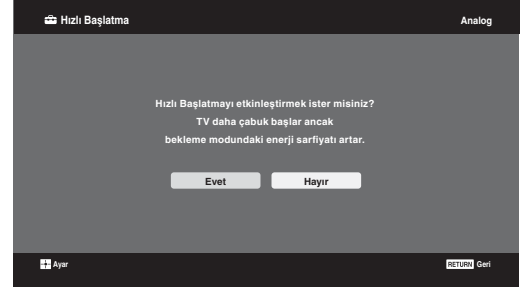 Hızlı Başlatma
Analog
Hızlı Başlatmayı etkinleştirmek ister misiniz?
TV daha çabuk başlar ancak
bekleme modundaki enerji sarfiyatı artar.
Evet
Hayır
Ayar
RETURN Geri